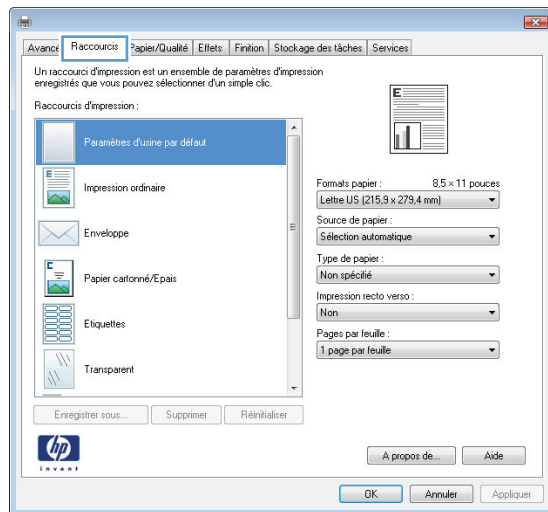 Avancé Raccourcis Papier/Qualité Effets Finition Stockage des tâches Services
Un raccourci d'impression est un ensemble de paramètres d'impression
enregistrés que vous pouvez sélectionner d'un simple clic.
Raccourcis d'impression :
Paramètres d'usine par défaut
Impression ordinaire
Enveloppe
Papier cartonné/Epais
Etiquettes
Transparent
Enregistrer sous... Supprimer Réinitialiser
E
Formats papier : 8,5 × 11 pouces
Lettre US (215,9 x 279,4 mm)
Source de papier :
Sélection automatique
Type de papier :
Non spécifié
Impression recto verso :
Non
Pages par feuille :
1 page par feuille
hp
invent
A propos de... Aide
OK Annuler Appliquer